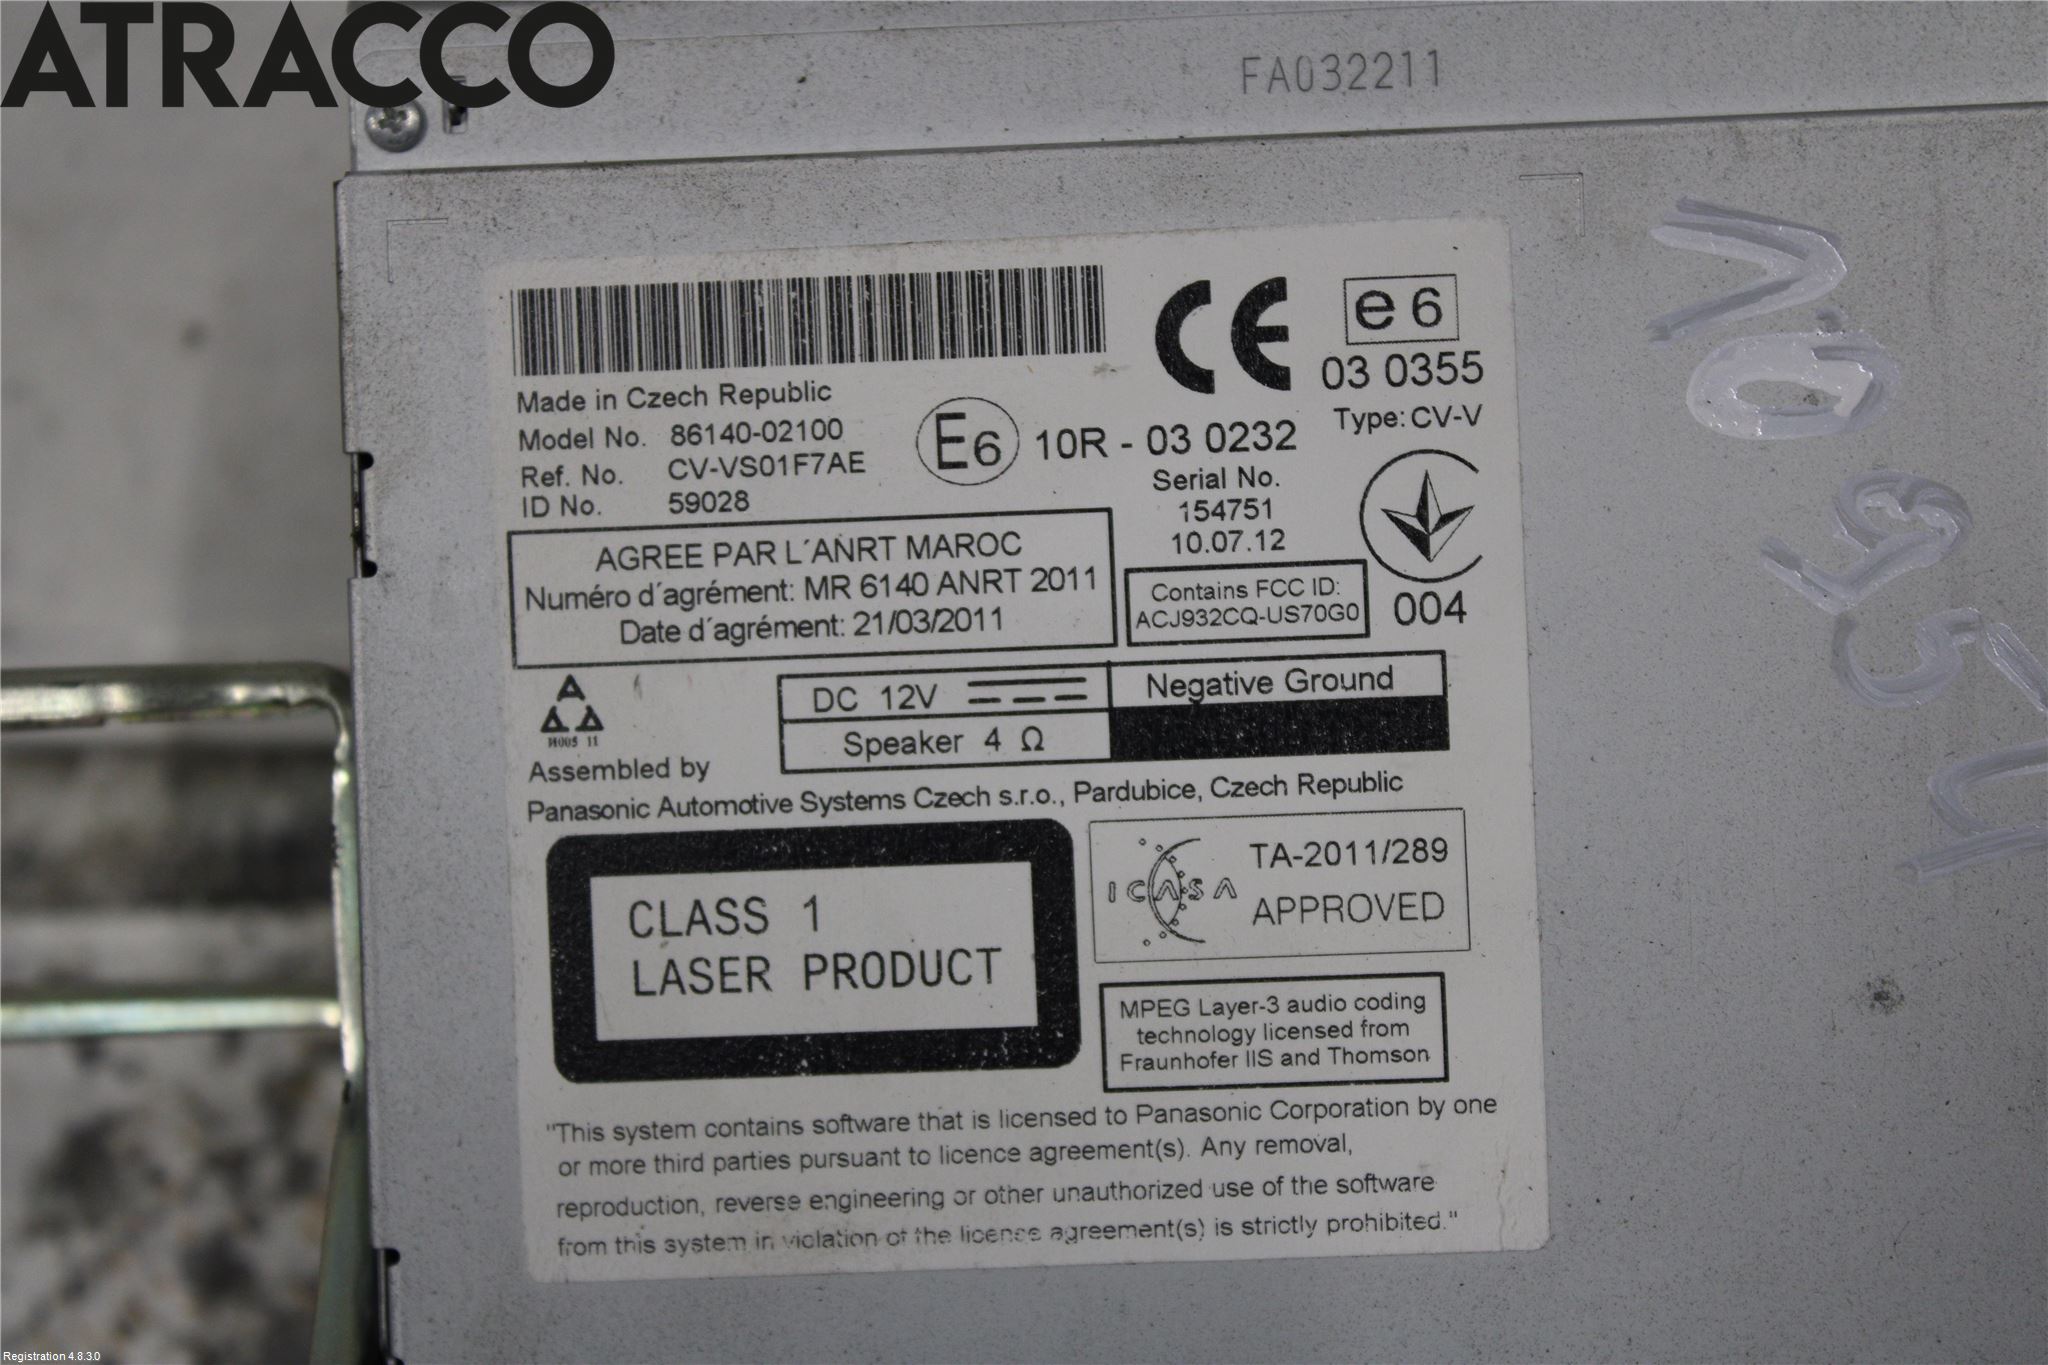 ATRACCO
FA032211
CE
e6
03 0355
Type: CV-V
Made in Czech Republic
Model No. 86140-02100
Ref. No. CV-VS01F7AE
ID No. 59028
E6 10R - 03 0232
Serial No.
154751
10.07.12
AGREE PAR L´ANRT MAROC
Numéro d´agrément: MR 6140 ANRT 2011
Date d´agrément: 21/03/2011
Contains FCC ID:
ACJ932CQ-US70G0
004
DC 12V
Negative Ground
Speaker 4 Ω
И005 11
Assembled by
Panasonic Automotive Systems Czech s.r.o., Pardubice, Czech Republic
CLASS 1
LASER PRODUCT
ICASA
TA-2011/289
APPROVED
MPEG Layer-3 audio coding
technology licensed from
Fraunhofer IIS and Thomson
"This system contains software that is licensed to Panasonic Corporation by one
or more third parties pursuant to licence agreement(s). Any removal,
reproduction, reverse engineering or other unauthorized use of the software
from this system in violation of the license agreement(s) is strictly prohibited."
Registration 4.8.3.0